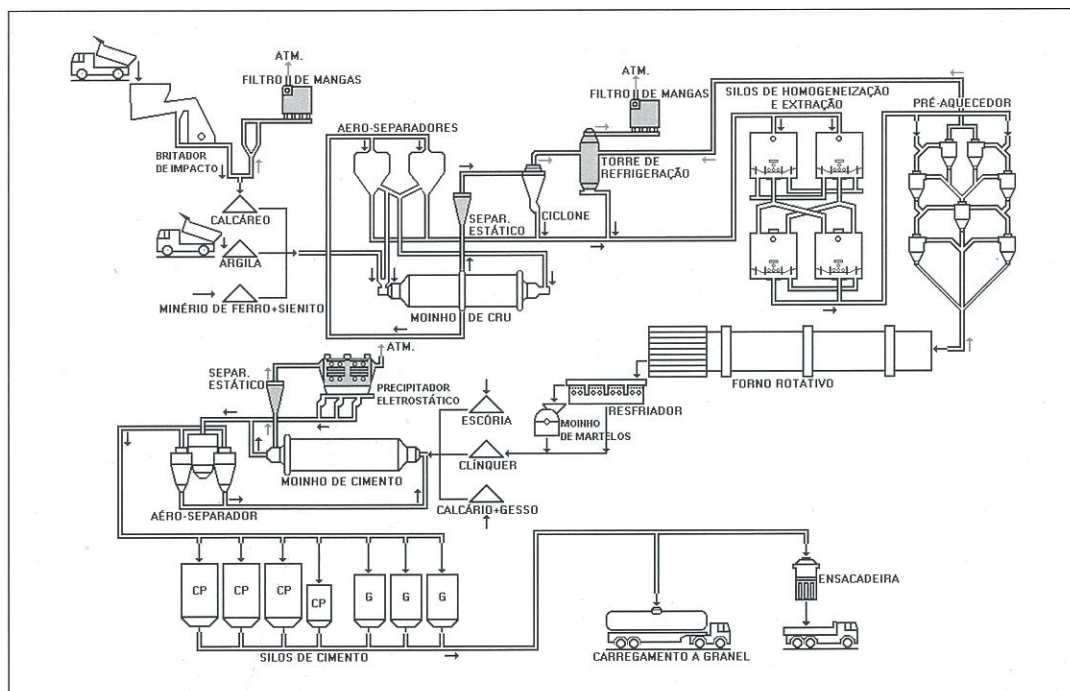 ATM.
FILTRO DE MANGAS
BRITADOR
DE IMPACTO
CALCÁREO
ARGILA
MINÉRIO DE FERRO+SIENITO
AERO-SEPARADORES
SEPAR.
ESTÁTICO
CICLONE
MOINHO DE CRU
ATM.
FILTRO DE MANGAS
TORRE DE
REFRIGERAÇÃO
SILOS DE HOMOGENEIZAÇÃO
E EXTRAÇÃO
PRÉ-AQUECEDOR
FORNO ROTATIVO
RESFRIADOR
MOINHO
DE MARTELOS
ESCÓRIA
CLÍNQUER
CALCÁRIO+GESSO
ATM.
SEPAR.
ESTÁTICO
PRECIPITADOR
ELETROSTÁTICO
MOINHO DE CIMENTO
AÉRO-SEPARADOR
CP
CP
CP
CP
G
G
G
SILOS DE CIMENTO
CARREGAMENTO A GRANEL
ENSACADEIRA